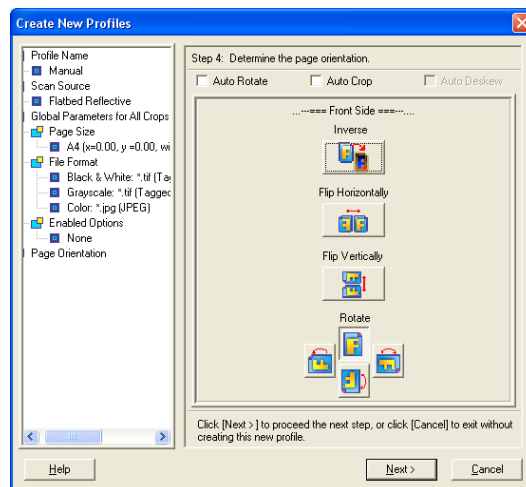 Create New Profiles
Profile Name
Manual
Scan Source
Flatbed Reflective
Global Parameters for All Crops
Page Size
A4 (x=0.00, y =0.00, wi
File Format
Black & White: *.tif (Tag
Grayscale: *.tif (Tagged
Color: *.jpg (JPEG)
Enabled Options
None
Page Orientation
Step 4: Determine the page orientation.
Auto Rotate Auto Crop Auto Deskew
...---=== Front Side ===---....
Inverse
Flip Horizontally
Flip Vertically
Rotate
Click [Next >] to proceed the next step, or click [Cancel] to exit without
creating this new profile.
Help Next > Cancel